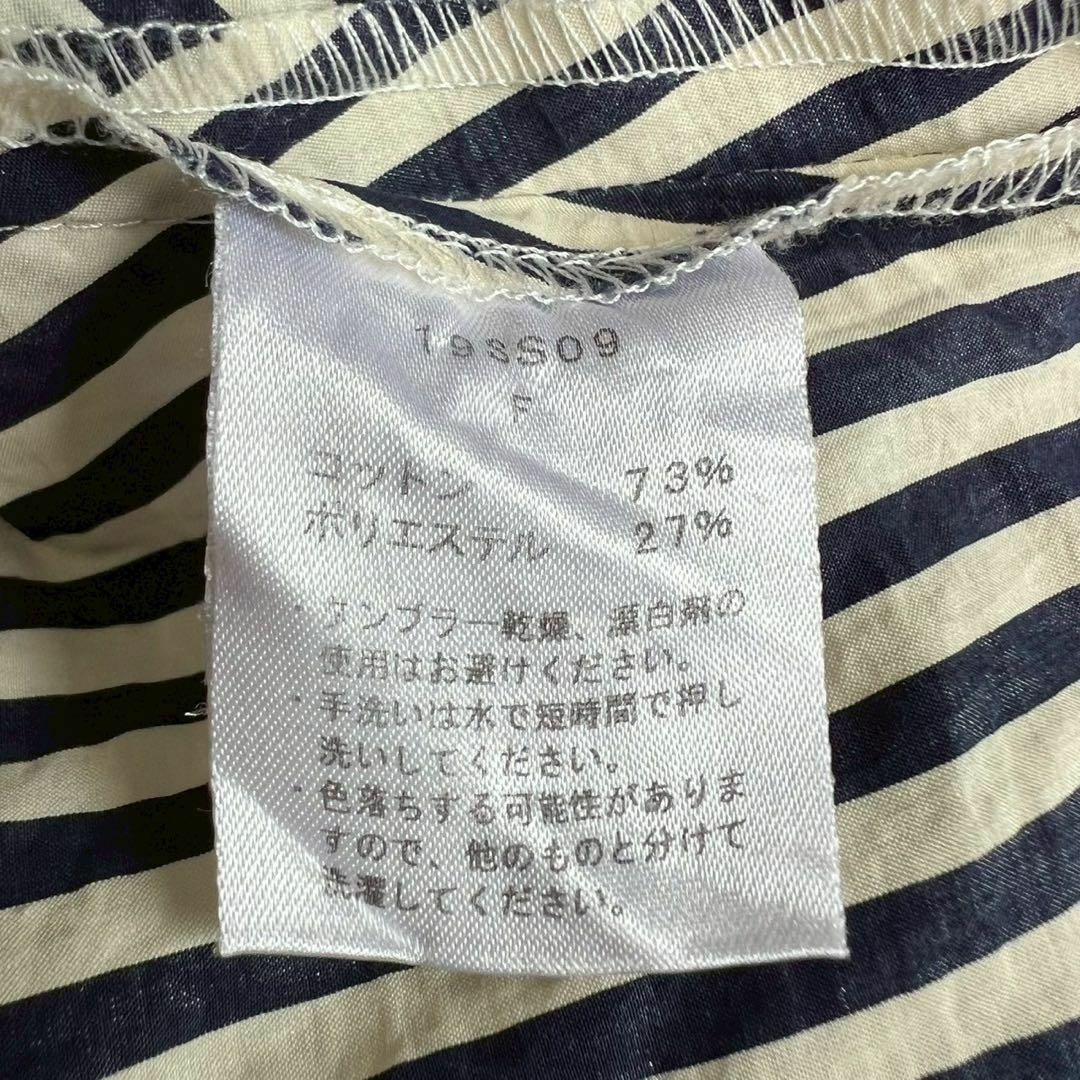 19sS09
F
コットン 73%
ポリエステル 27%
・タンブラー乾燥、漂白剤の
使用はお避けください。
・手洗いは水で短時間で押し
洗いしてください。
・色落ちする可能性がありま
すので、他のものと分けて
洗濯してください。